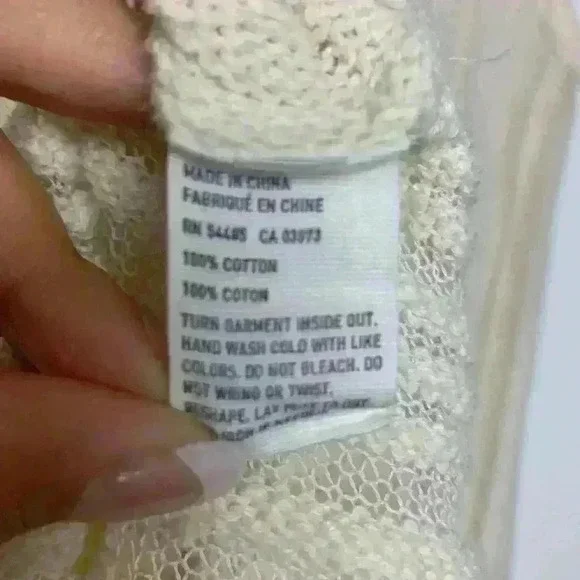 MADE IN CHINA
FABRIQUÉ EN CHINE
RN 54485 CA 03073
100% COTTON
100% COTON
TURN GARMENT INSIDE OUT.
HAND WASH COLD WITH LIKE
COLORS. DO NOT BLEACH. DO
NOT WRING OR TWIST.
RESHAPE. LAY